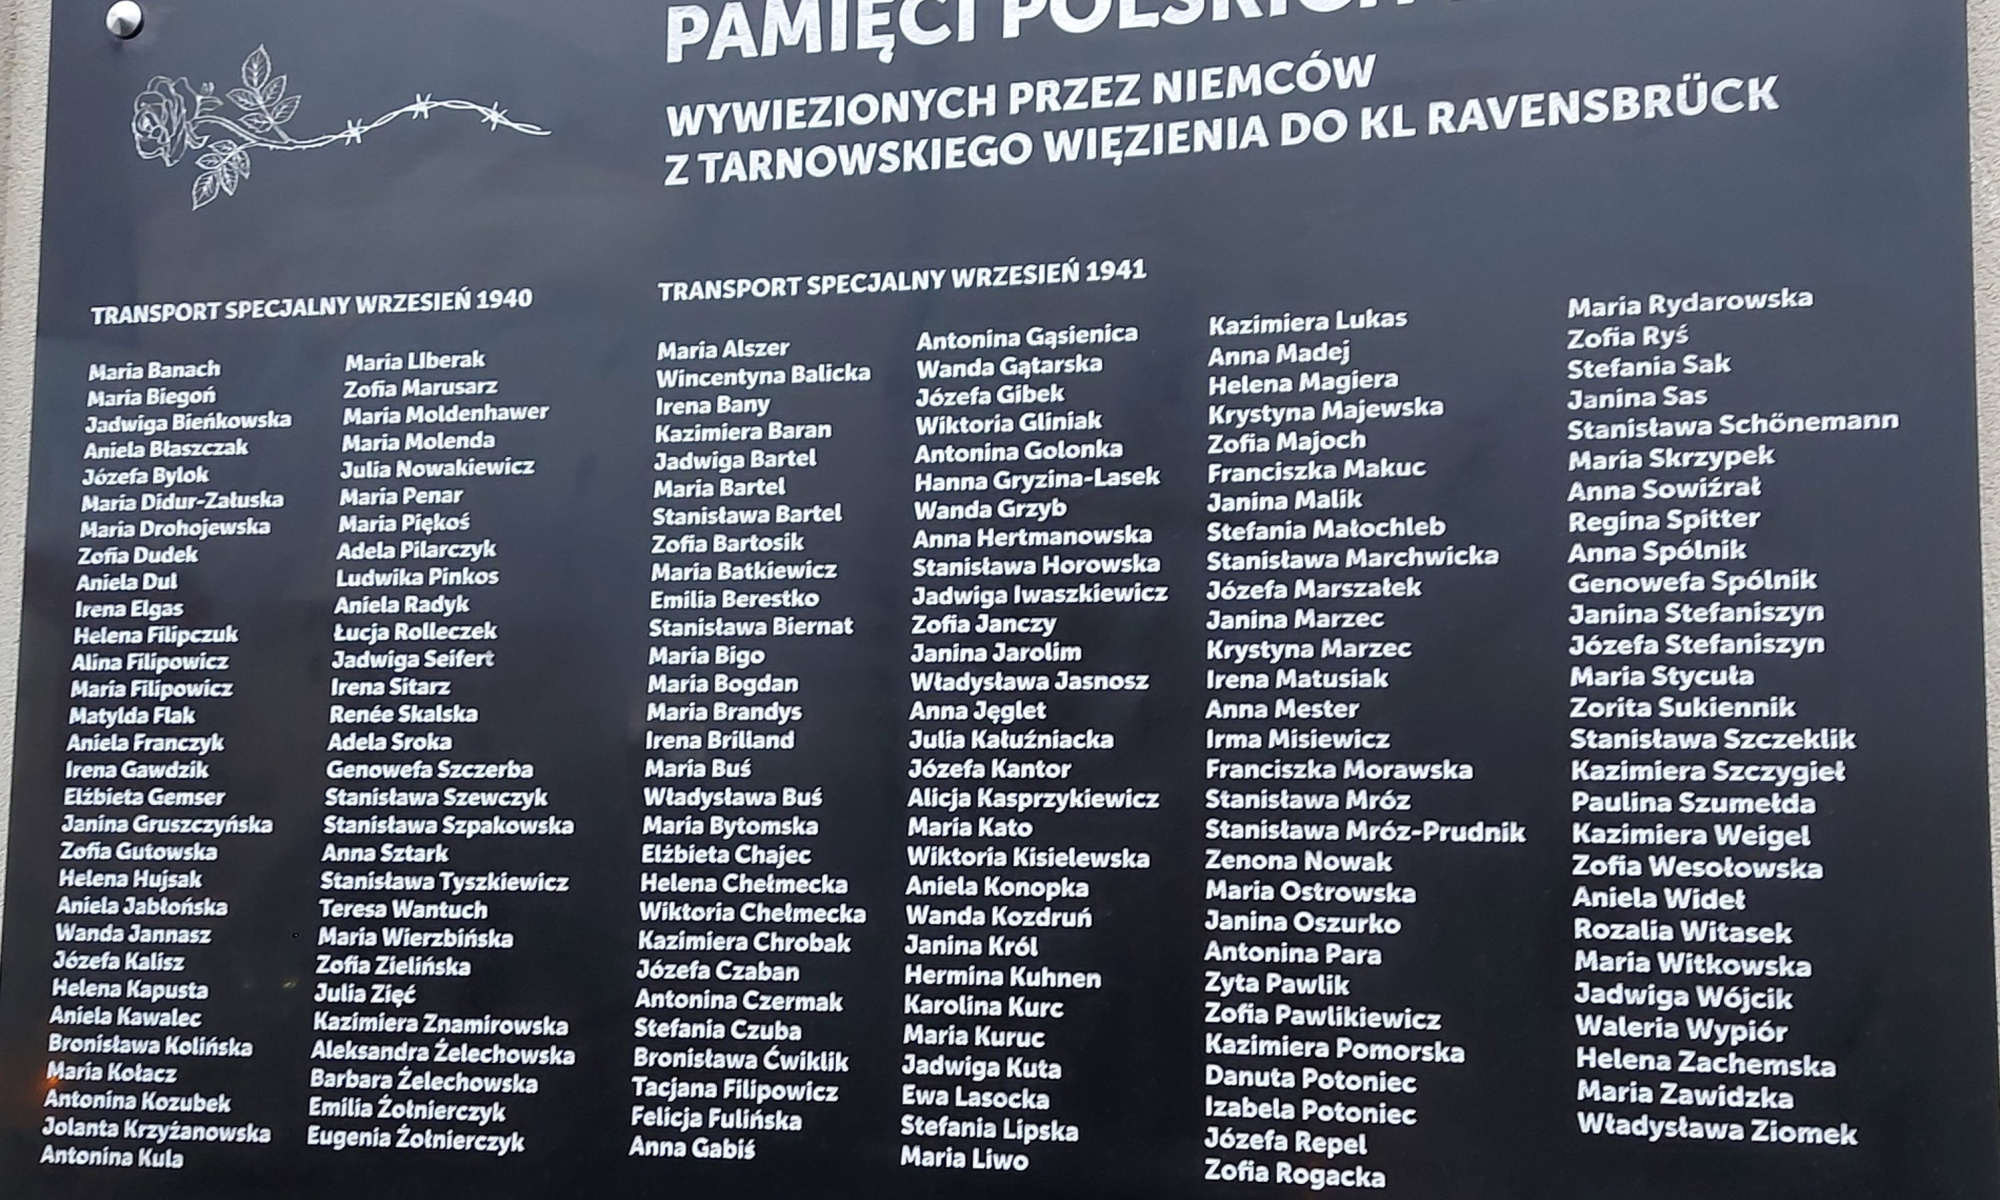 PAMIĘCI POLSKICH
WYWIEZIONYCH PRZEZ NIEMCÓW
Z TARNOWSKIEGO WIĘZIENIA DO KL RAVENSBRÜCK
TRANSPORT SPECJALNY WRZESIEŃ 1940
Maria Banach
Maria Biegoń
Jadwiga Bieńkowska
Aniela Błaszczak
Józefa Bylok
Maria Didur-Załuska
Maria Drohojewska
Zofia Dudek
Aniela Dul
Irena Elgas
Helena Filipczuk
Alina Filipowicz
Maria Filipowicz
Matylda Flak
Aniela Franczyk
Irena Gawdzik
Elżbieta Gemser
Janina Gruszczyńska
Zofia Gutowska
Helena Hujsak
Aniela Jabłońska
Wanda Jannasz
Józefa Kalisz
Helena Kapusta
Aniela Kawalec
Bronisława Kolińska
Maria Kołacz
Antonina Kozubek
Jolanta Krzyżanowska
Antonina Kula
Maria LIberak
Zofia Marusarz
Maria Moldenhawer
Maria Molenda
Julia Nowakiewicz
Maria Penar
Maria Piękoś
Adela Pilarczyk
Ludwika Pinkos
Aniela Radyk
Łucja Rolleczek
Jadwiga Seifert
Irena Sitarz
Renée Skalska
Adela Sroka
Genowefa Szczerba
Stanisława Szewczyk
Stanisława Szpakowska
Anna Sztark
Stanisława Tyszkiewicz
Teresa Wantuch
Maria Wierzbińska
Zofia Zielińska
Julia Zięć
Kazimiera Znamirowska
Aleksandra Żelechowska
Barbara Żelechowska
Emilia Żołnierczyk
Eugenia Żołnierczyk
TRANSPORT SPECJALNY WRZESIEŃ 1941
Maria Alszer
Wincentyna Balicka
Irena Bany
Kazimiera Baran
Jadwiga Bartel
Maria Bartel
Stanisława Bartel
Zofia Bartosik
Maria Batkiewicz
Emilia Berestko
Stanisława Biernat
Maria Bigo
Maria Bogdan
Maria Brandys
Irena Brilland
Maria Buś
Władysława Buś
Maria Bytomska
Elżbieta Chajec
Helena Chełmecka
Wiktoria Chełmecka
Kazimiera Chrobak
Józefa Czaban
Antonina Czermak
Stefania Czuba
Bronisława Ćwiklik
Tacjana Filipowicz
Felicja Fulińska
Anna Gabiś
Antonina Gąsienica
Wanda Gątarska
Józefa Gibek
Wiktoria Gliniak
Antonina Golonka
Hanna Gryzina-Lasek
Wanda Grzyb
Anna Hertmanowska
Stanisława Horowska
Jadwiga Iwaszkiewicz
Zofia Janczy
Janina Jarolim
Władysława Jasnosz
Anna Jęglet
Julia Kałuźniacka
Józefa Kantor
Alicja Kasprzykiewicz
Maria Kato
Wiktoria Kisielewska
Aniela Konopka
Wanda Kozdruń
Janina Król
Hermina Kuhnen
Karolina Kurc
Maria Kuruc
Jadwiga Kuta
Ewa Lasocka
Stefania Lipska
Maria Liwo
Kazimiera Lukas
Anna Madej
Helena Magiera
Krystyna Majewska
Zofia Majoch
Franciszka Makuc
Janina Malik
Stefania Małochleb
Stanisława Marchwicka
Józefa Marszałek
Janina Marzec
Krystyna Marzec
Irena Matusiak
Anna Mester
Irma Misiewicz
Franciszka Morawska
Stanisława Mróz
Stanisława Mróz-Prudnik
Zenona Nowak
Maria Ostrowska
Janina Oszurko
Antonina Para
Zyta Pawlik
Zofia Pawlikiewicz
Kazimiera Pomorska
Danuta Potoniec
Izabela Potoniec
Józefa Repel
Zofia Rogacka
Maria Rydarowska
Zofia Ryś
Stefania Sak
Janina Sas
Stanisława Schönemann
Maria Skrzypek
Anna Sowiźrał
Regina Spitter
Anna Spólnik
Genowefa Spólnik
Janina Stefaniszyn
Józefa Stefaniszyn
Maria Stycuła
Zorita Sukiennik
Stanisława Szczeklik
Kazimiera Szczygieł
Paulina Szumełda
Kazimiera Weigel
Zofia Wesołowska
Aniela Wideł
Rozalia Witasek
Maria Witkowska
Jadwiga Wójcik
Waleria Wypiór
Helena Zachemska
Maria Zawidzka
Władysława Ziomek